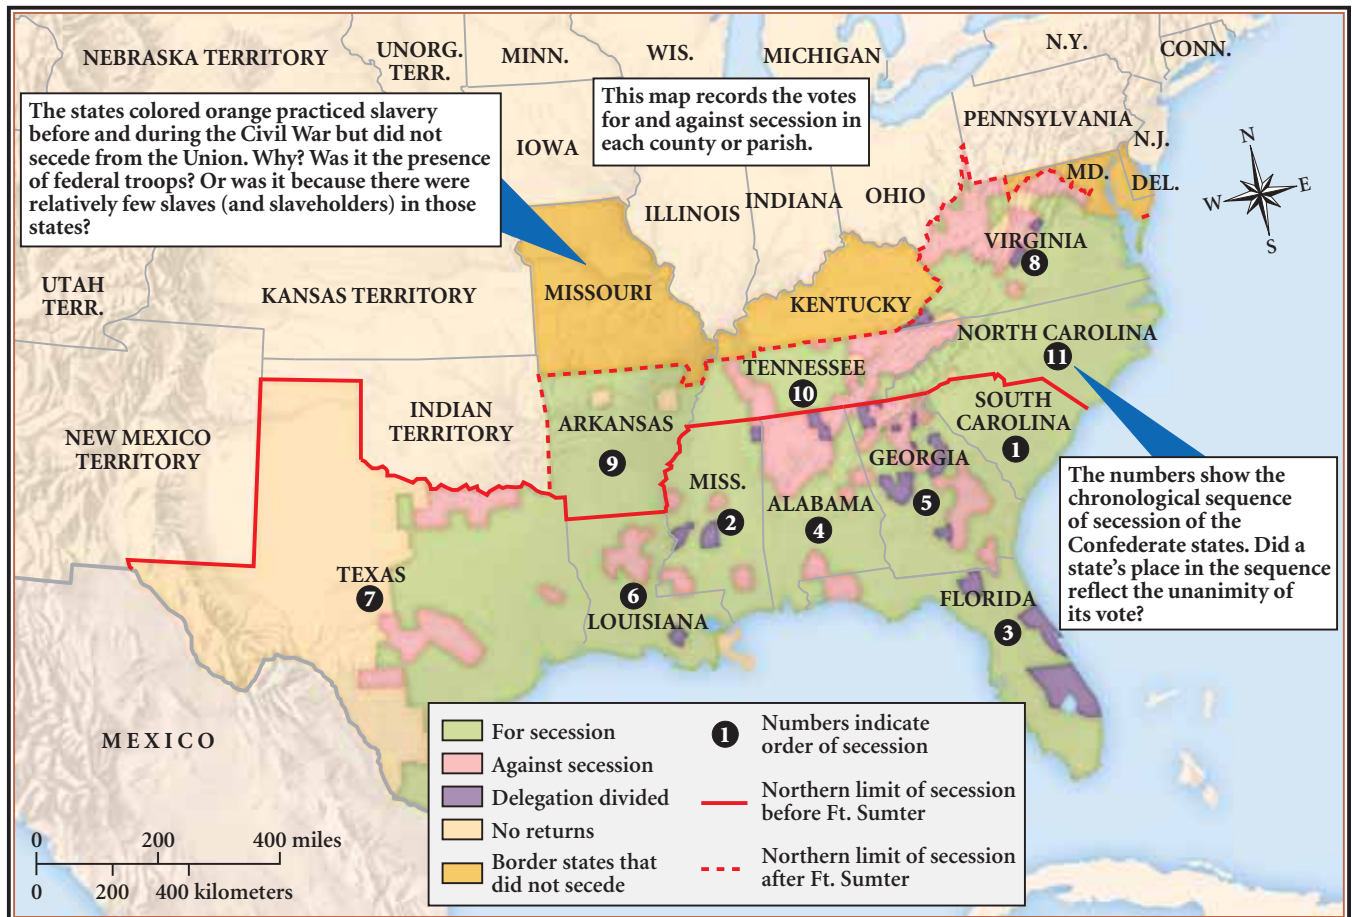 NEBRASKA TERRITORY
UNORG.
TERR.
MINN.
WIS.
MICHIGAN
N.Y.
CONN.
The states colored orange practiced slavery
before and during the Civil War but did not
secede from the Union. Why? Was it the presence
of federal troops? Or was it because there were
relatively few slaves (and slaveholders) in those
states?
This map records the votes
for and against secession in
each county or parish.
PENNSYLVANIA
N.J.
IOWA
MD.
DEL.
OHIO
INDIANA
ILLINOIS
N
W
E
S
VIRGINIA
8
UTAH
TERR.
KANSAS TERRITORY
MISSOURI
KENTUCKY
NORTH CAROLINA
11
TENNESSEE
10
SOUTH
CAROLINA
1
INDIAN
TERRITORY
ARKANSAS
9
NEW MEXICO
TERRITORY
GEORGIA
5
MISS.
2
ALABAMA
4
The numbers show the
chronological sequence
of secession of the
Confederate states. Did a
state's place in the sequence
reflect the unanimity of
its vote?
TEXAS
7
6
LOUISIANA
FLORIDA
3
MEXICO
For secession
Against secession
Delegation divided
No returns
Border states that
did not secede
1
Numbers indicate
order of secession
Northern limit of secession
before Ft. Sumter
Northern limit of secession
after Ft. Sumter
0 200 400 miles
0 200 400 kilometers